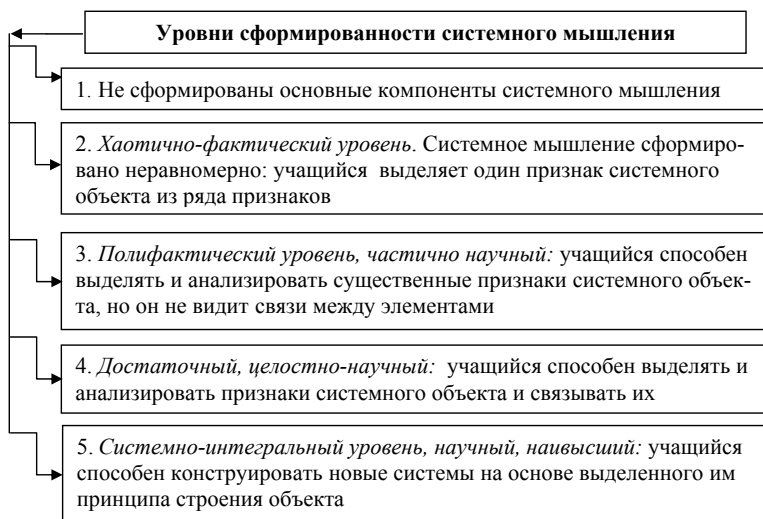 Уровни сформированности системного мышления
1. Не сформированы основные компоненты системного мышления
2. Хаотично-фактический уровень. Системное мышление сформиро-
вано неравномерно: учащийся выделяет один признак системного
объекта из ряда признаков
3. Полифактический уровень, частично научный: учащийся способен
выделять и анализировать существенные признаки системного объек-
та, но он не видит связи между элементами
4. Достаточный, целостно-научный: учащийся способен выделять и
анализировать признаки системного объекта и связывать их
5. Системно-интегральный уровень, научный, наивысший: учащийся
способен конструировать новые системы на основе выделенного им
принципа строения объекта